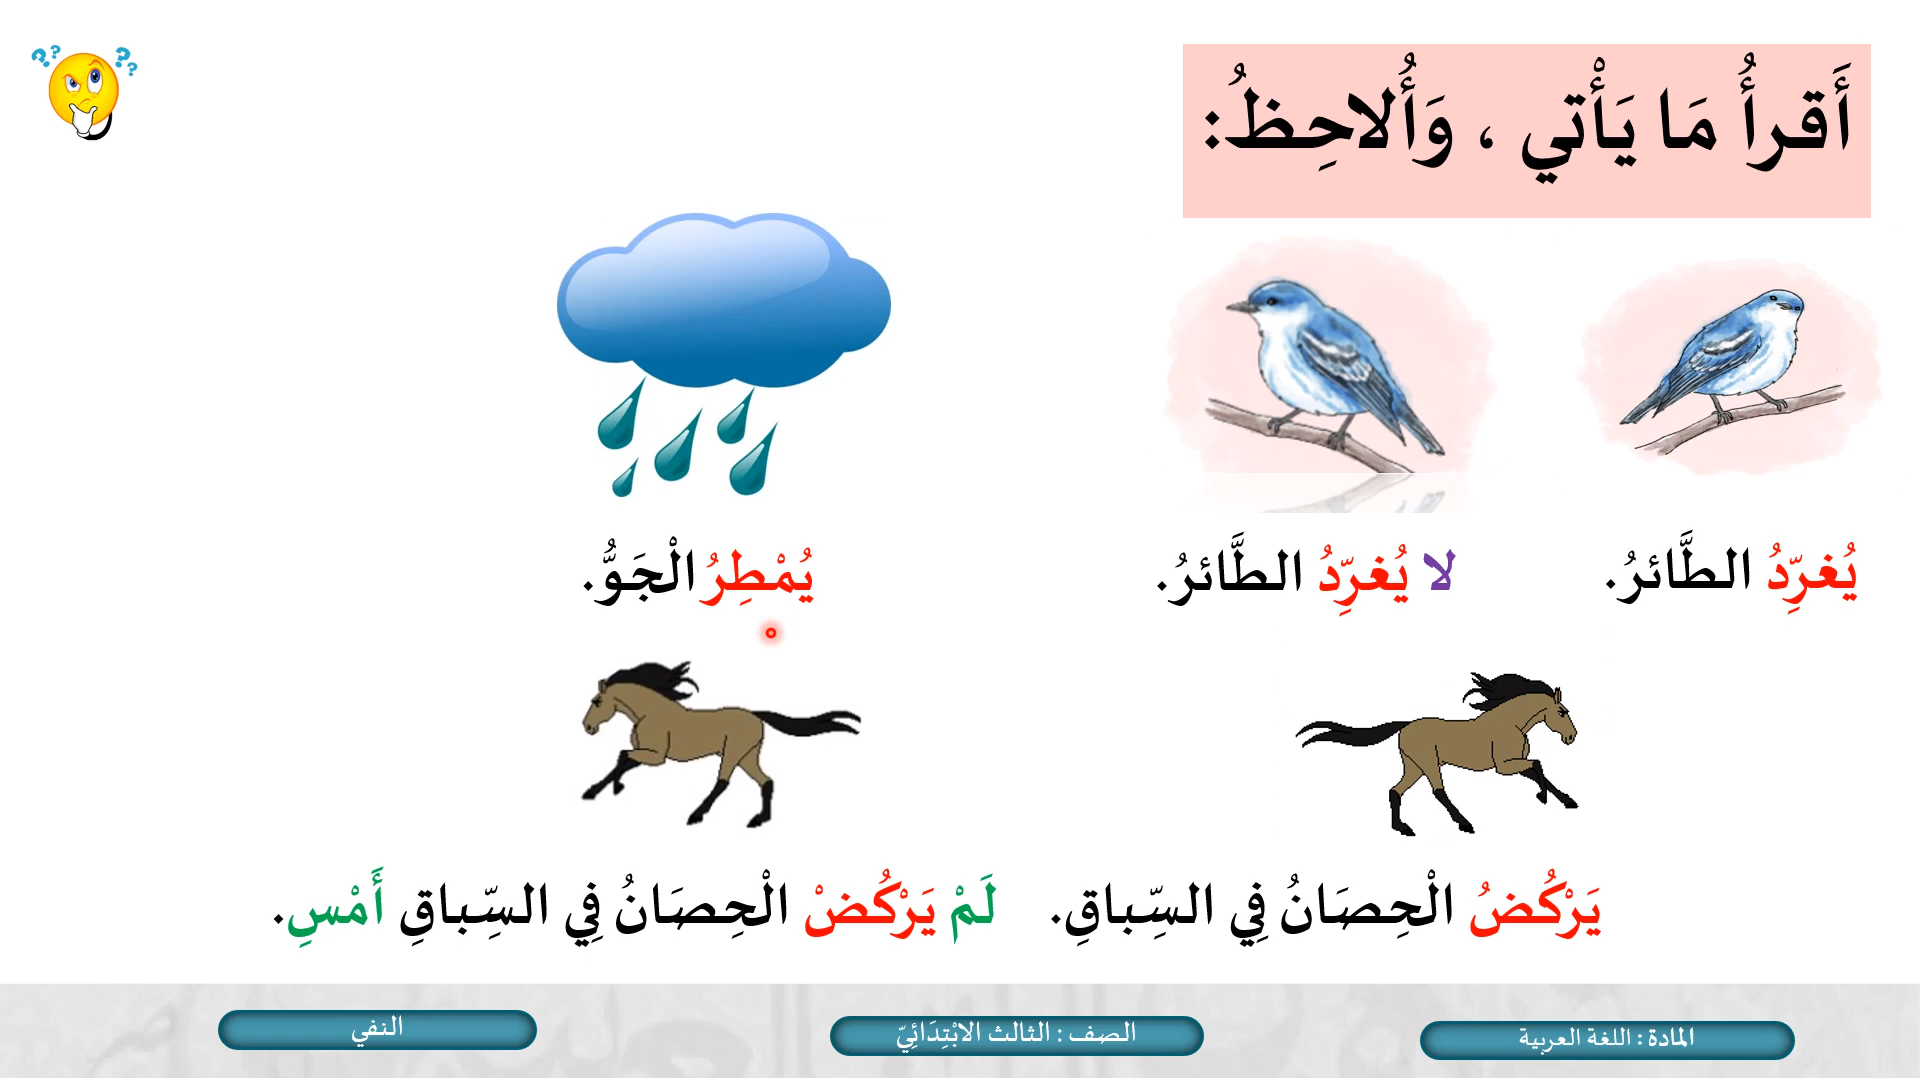 أَقرأُ مَا يَأْتي ، وَأُلاحِظُ:
يُغرِّدُ الطَّائرُ.
لا يُغرِّدُ الطَّائرُ.
يُمْطِرُ الْجَوُّ.
يَرْكُضُ الْحِصَانُ فِي السِّباقِ.
لَمْ يَرْكُضْ الْحِصَانُ فِي السِّباقِ أَمْسِ.
المادة : اللغة العربية
الصف : الثالث الابْتِدَائِيّ
النفي